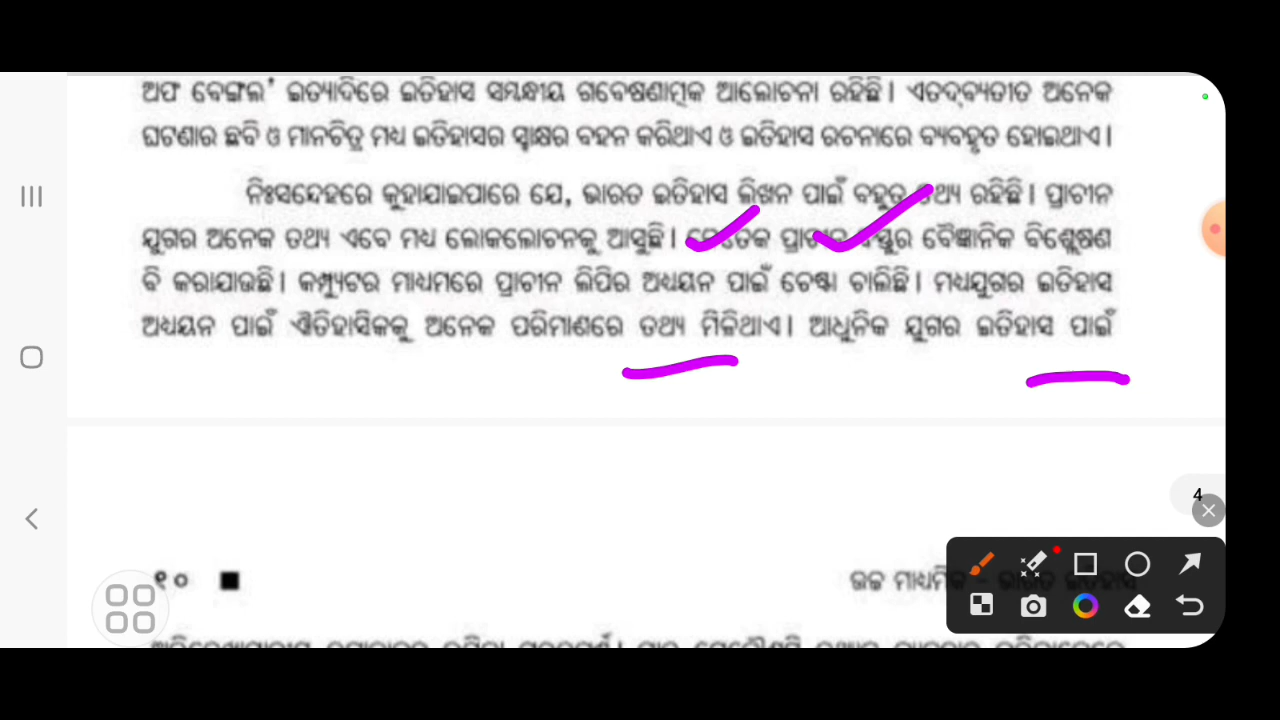 ଅଫ ବେଙ୍ଗଲ' ଇତ୍ୟାଦିରେ ଇତିହାସ ସମ୍ବନ୍ଧୀୟ ଗବେଷଣାତ୍ମକ ଆଲୋଚନା ରହିଛି। ଏତଦ୍‌ବ୍ୟତୀତ ଅନେକ
ଘଟଣାର ଛବି ଓ ମାନଚିତ୍ର ମଧ୍ୟ ଇତିହାସର ସ୍ୱାକ୍ଷର ବହନ କରିଥାଏ ଓ ଇତିହାସ ରଚନାରେ ବ୍ୟବହୃତ ହୋଇଥାଏ।
ନିଃସନ୍ଦେହରେ କୁହାଯାଇପାରେ ଯେ, ଭାରତ ଇତିହାସ ଲିଖନ ପାଇଁ ବହୁତ ତଥ୍ୟ ରହିଛି। ପ୍ରାଚୀନ
ଯୁଗର ଅନେକ ତଥ୍ୟ ଏବେ ମଧ୍ୟ ଲୋକଲୋଚନକୁ ଆସୁଛି। କେତେକ ପ୍ରାଚୀନ ବସ୍ତୁର ବୈଜ୍ଞାନିକ ବିଶ୍ଳେଷଣ
ବି କରାଯାଉଛି। କମ୍ପ୍ୟୁଟର ମାଧ୍ୟମରେ ପ୍ରାଚୀନ ଲିପିର ଅଧ୍ୟୟନ ପାଇଁ ଚେଷ୍ଟା ଚାଲିଛି। ମଧ୍ୟଯୁଗର ଇତିହାସ
ଅଧ୍ୟୟନ ପାଇଁ ଐତିହାସିକକୁ ଅନେକ ପରିମାଣରେ ତଥ୍ୟ ମିଳିଥାଏ। ଆଧୁନିକ ଯୁଗର ଇତିହାସ ପାଇଁ
4
୧୦ ■ ଉଚ୍ଚ ମାଧ୍ୟମିକ - ଭାରତ ଇତିହାସ